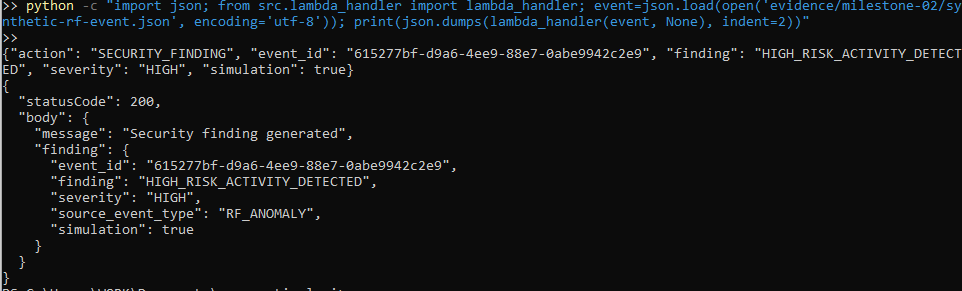 >> python -c "import json; from src.lambda_handler import lambda_handler; event=json.load(open('evidence/milestone-02/sy
nthetic-rf-event.json', encoding='utf-8')); print(json.dumps(lambda_handler(event, None), indent=2))"
>>
{"action": "SECURITY_FINDING", "event_id": "615277bf-d9a6-4ee9-88e7-0abe9942c2e9", "finding": "HIGH_RISK_ACTIVITY_DETECT
ED", "severity": "HIGH", "simulation": true}
{
  "statusCode": 200,
  "body": {
    "message": "Security finding generated",
    "finding": {
      "event_id": "615277bf-d9a6-4ee9-88e7-0abe9942c2e9",
      "finding": "HIGH_RISK_ACTIVITY_DETECTED",
      "severity": "HIGH",
      "source_event_type": "RF_ANOMALY",
      "simulation": true
    }
  }
}